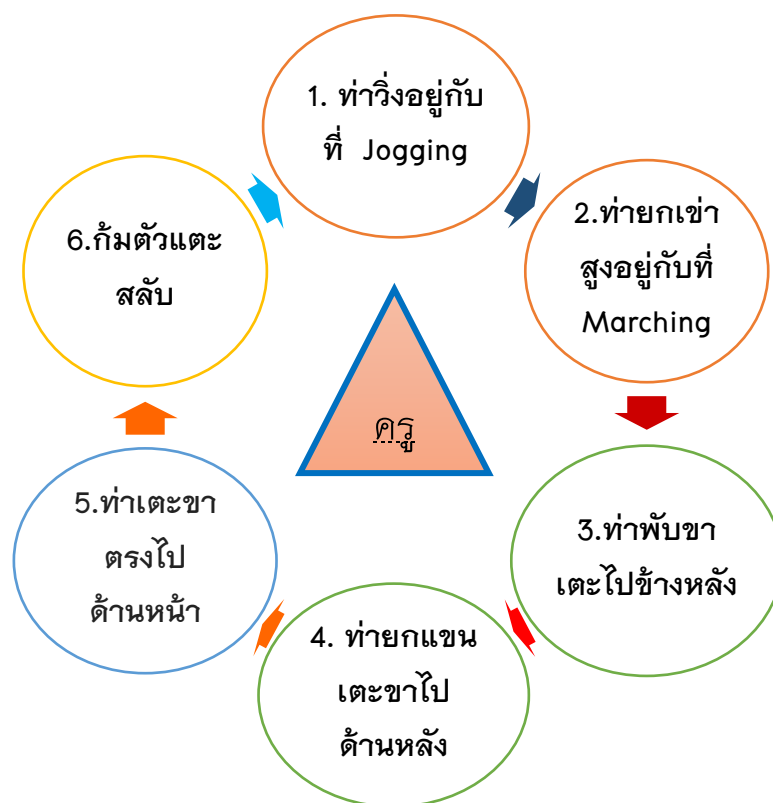 1. ท่าวิ่งอยู่กับ
ที่ Jogging
2.ท่ายกเข่า
สูงอยู่กับที่
Marching
3.ท่าพับขา
เตะไปข้างหลัง
4. ท่ายกแขน
เตะขาไป
ด้านหลัง
5.ท่าเตะขา
ตรงไป
ด้านหน้า
6.ก้มตัวแตะ
สลับ
ครู